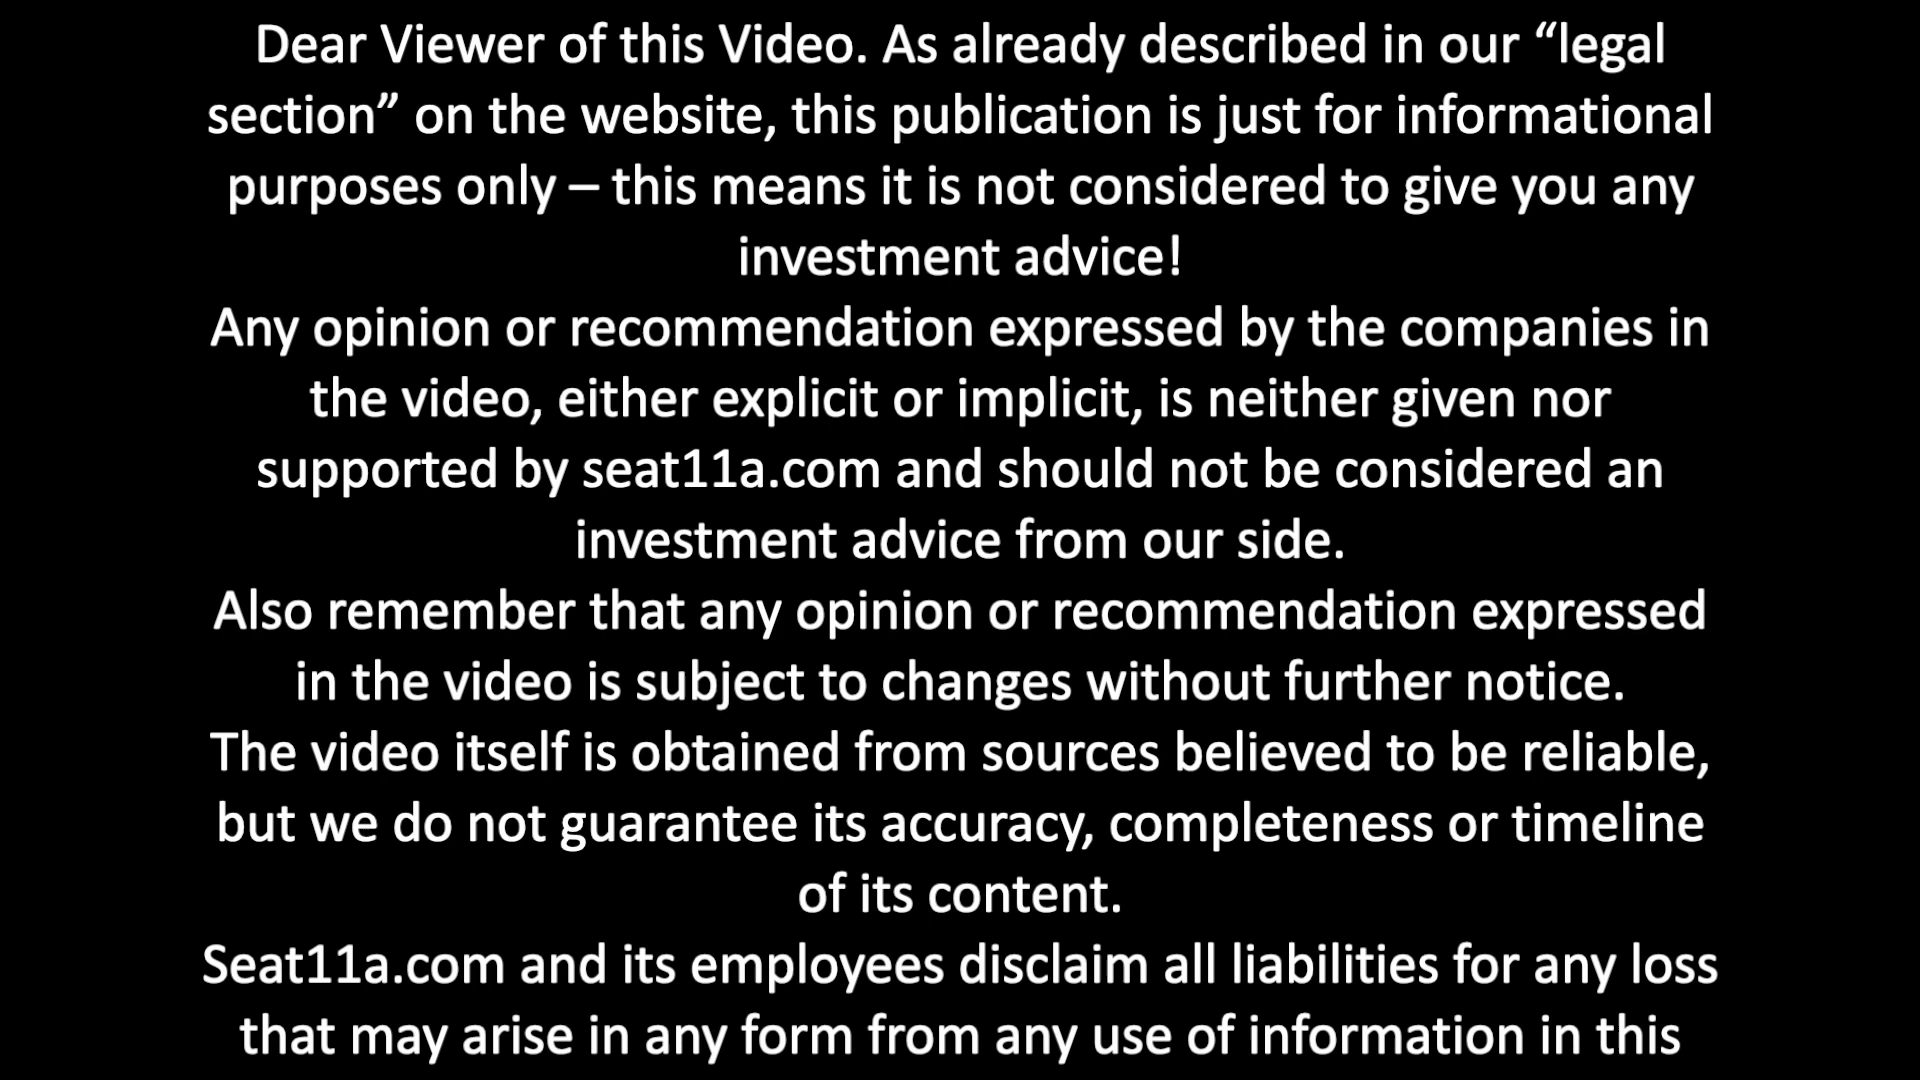 Dear Viewer of this Video. As already described in our “legal
section” on the website, this publication is just for informational
purposes only – this means it is not considered to give you any
investment advice!
Any opinion or recommendation expressed by the companies in
the video, either explicit or implicit, is neither given nor
supported by seat11a.com and should not be considered an
investment advice from our side.
Also remember that any opinion or recommendation expressed
in the video is subject to changes without further notice.
The video itself is obtained from sources believed to be reliable,
but we do not guarantee its accuracy, completeness or timeline
of its content.
Seat11a.com and its employees disclaim all liabilities for any loss
that may arise in any form from any use of information in this